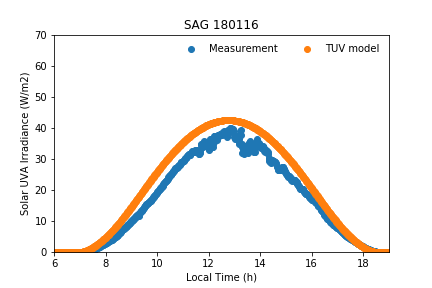 SAG 180116
Measurement TUV model
70
60
50
40
30
20
10
0
Solar UVA Irradiance (W/m2)
6 8 10 12 14 16 18
Local Time (h)